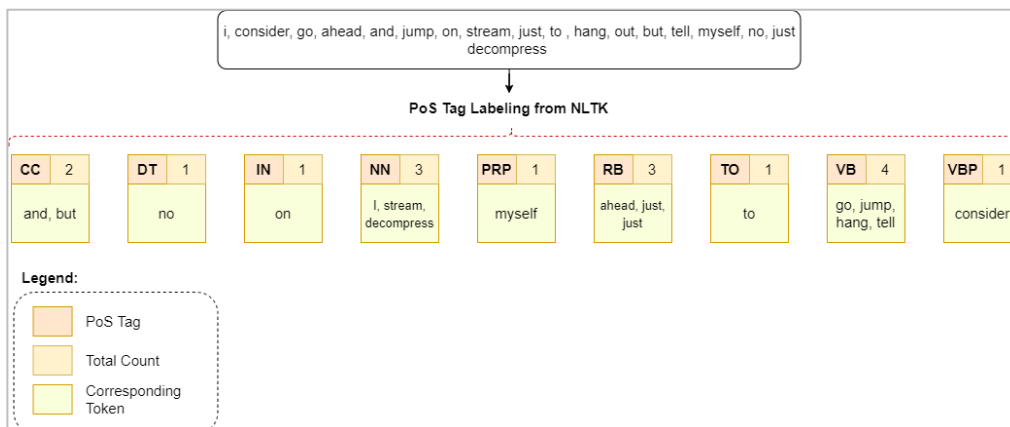 i, consider, go, ahead, and, jump, on, stream, just, to , hang, out, but, tell, myself, no, just
decompress
PoS Tag Labeling from NLTK
CC 2 DT 1 IN 1 NN 3 PRP 1 RB 3 TO 1 VB 4 VBP 1
and, but
no
on
I, stream,
decompress
myself
ahead, just,
just
to
go, jump,
hang, tell
consider
Legend:
PoS Tag
Total Count
Corresponding
Token